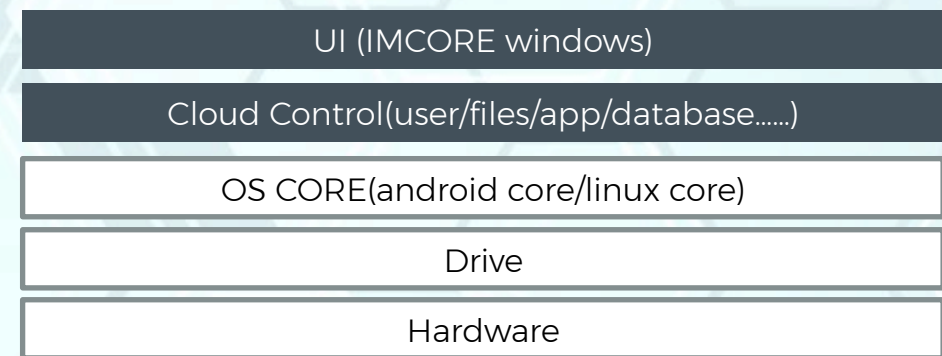 UI (IMCORE windows)
Cloud Control(user/files/app/database......)
OS CORE(android core/linux core)
Drive
Hardware